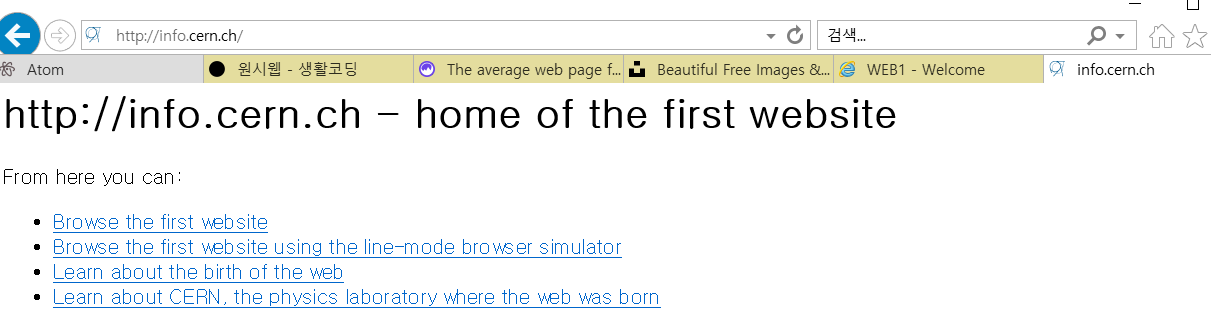 http://info.cern.ch/
검색...
Atom
원시웹 - 생활코딩
The average web page f...
Beautiful Free Images &...
WEB1 - Welcome
info.cern.ch
http://info.cern.ch - home of the first website
From here you can:
Browse the first website
Browse the first website using the line-mode browser simulator
Learn about the birth of the web
Learn about CERN, the physics laboratory where the web was born